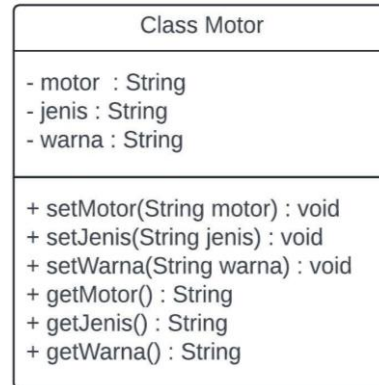 Class Motor
- motor : String
- jenis : String
- warna : String
+ setMotor(String motor) : void
+ setJenis(String jenis) : void
+ setWarna(String warna) : void
+ getMotor() : String
+ getJenis() : String
+ getWarna() : String